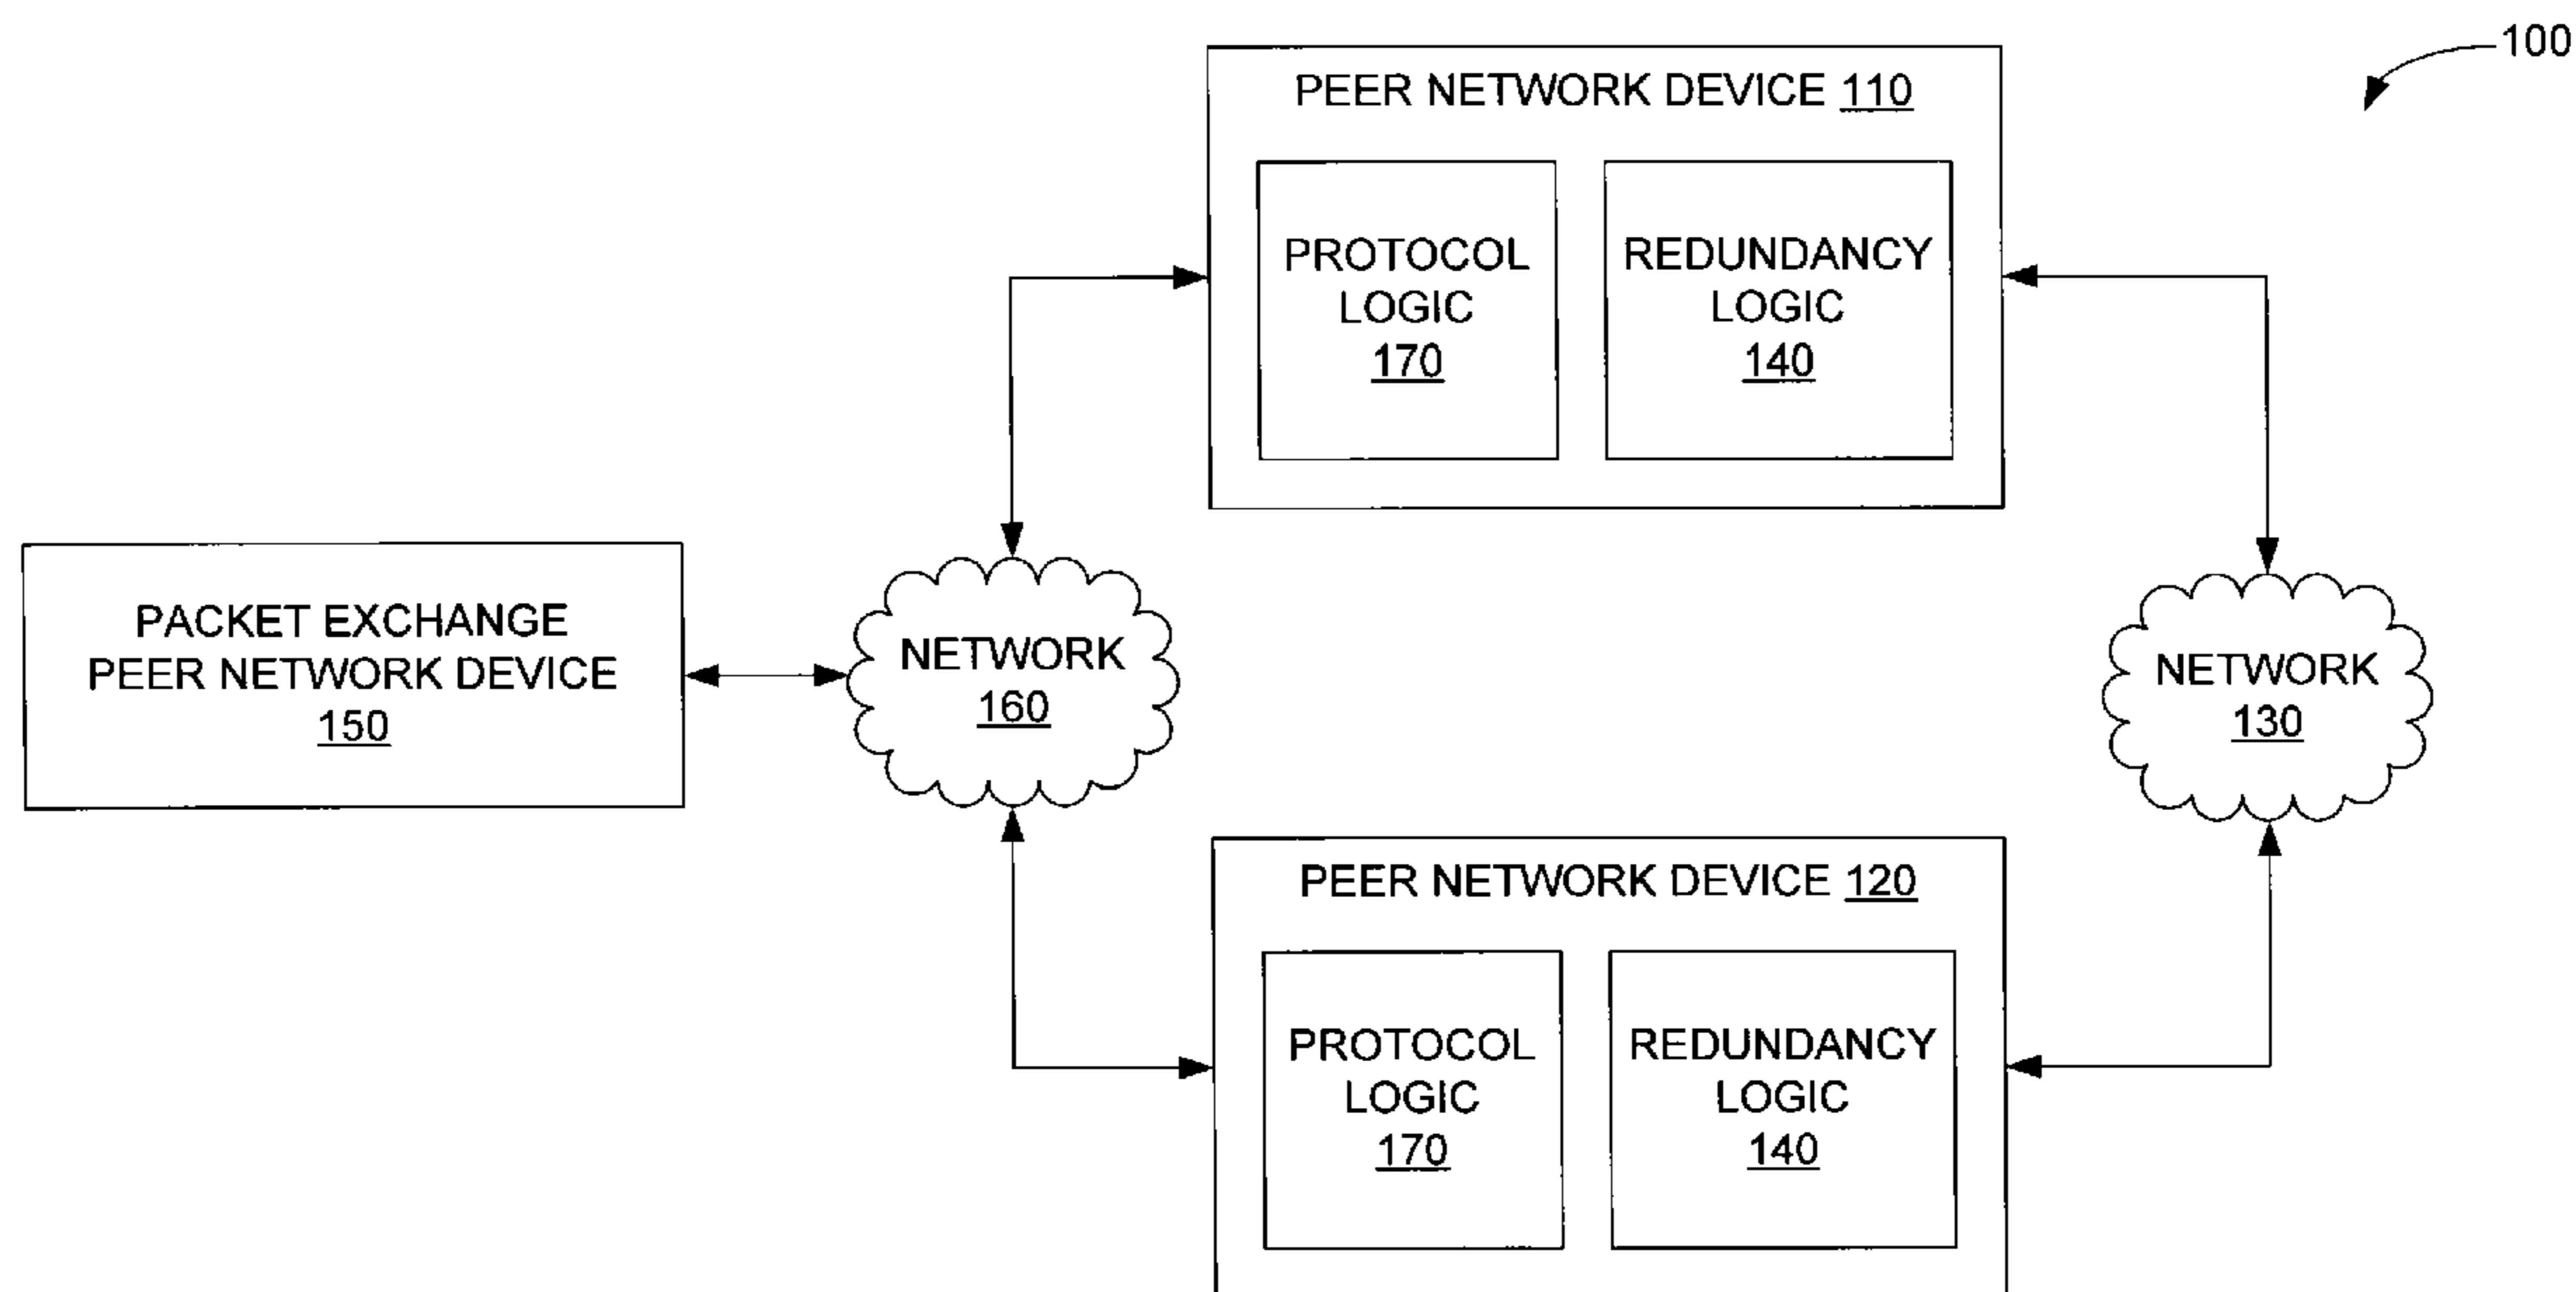 100
PEER NETWORK DEVICE 110
PROTOCOL
LOGIC
170
REDUNDANCY
LOGIC
140
PACKET EXCHANGE
PEER NETWORK DEVICE
150
NETWORK
160
NETWORK
130
PEER NETWORK DEVICE 120
PROTOCOL
LOGIC
170
REDUNDANCY
LOGIC
140